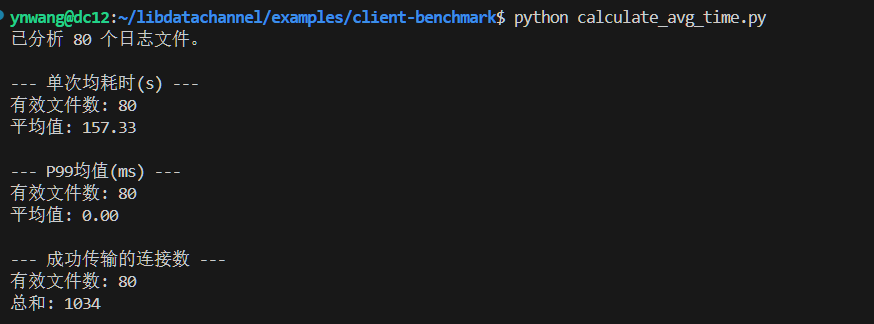 ynwang@dc12:~/libdatachannel/examples/client-benchmark$ python calculate_avg_time.py
已分析 80 个日志文件。
--- 单次均耗时(s) ---
有效文件数: 80
平均值: 157.33
--- P99均值(ms) ---
有效文件数: 80
平均值: 0.00
--- 成功传输的连接数 ---
有效文件数: 80
总和: 1034